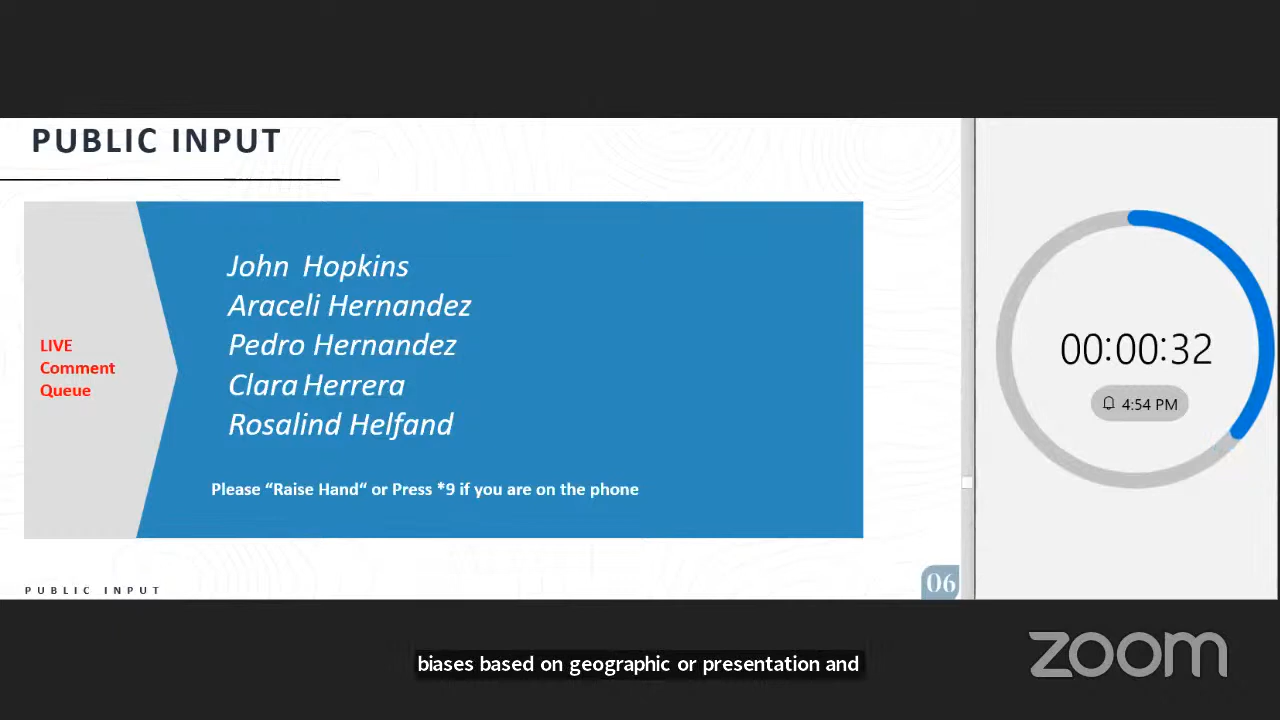 PUBLIC INPUT
LIVE
Comment
Queue
John Hopkins
Araceli Hernandez
Pedro Hernandez
Clara Herrera
Rosalind Helfand
Please “Raise Hand“ or Press *9 if you are on the phone
PUBLIC INPUT
06
00:00:32
4:54 PM
biases based on geographic or presentation and
zoom